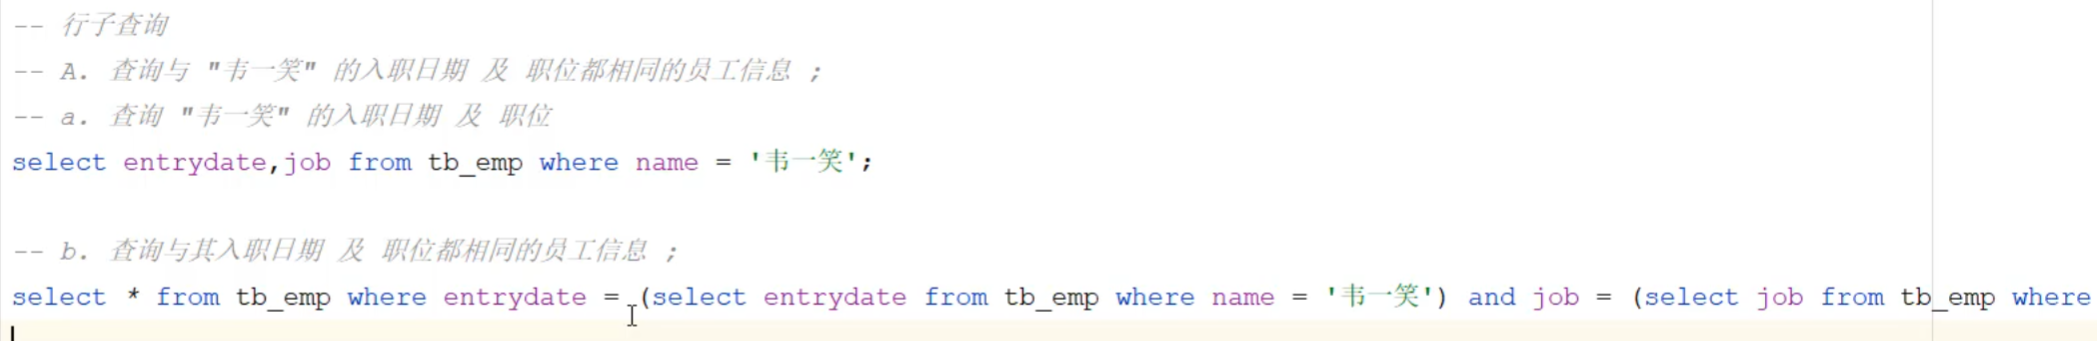 -- 行子查询
-- A. 查询与 "韦一笑" 的入职日期 及 职位都相同的员工信息 ;
-- a. 查询 "韦一笑" 的入职日期 及 职位
select entrydate,job from tb_emp where name = '韦一笑';
-- b. 查询与其入职日期 及 职位都相同的员工信息 ;
select * from tb_emp where entrydate = (select entrydate from tb_emp where name = '韦一笑') and job = (select job from tb_emp where